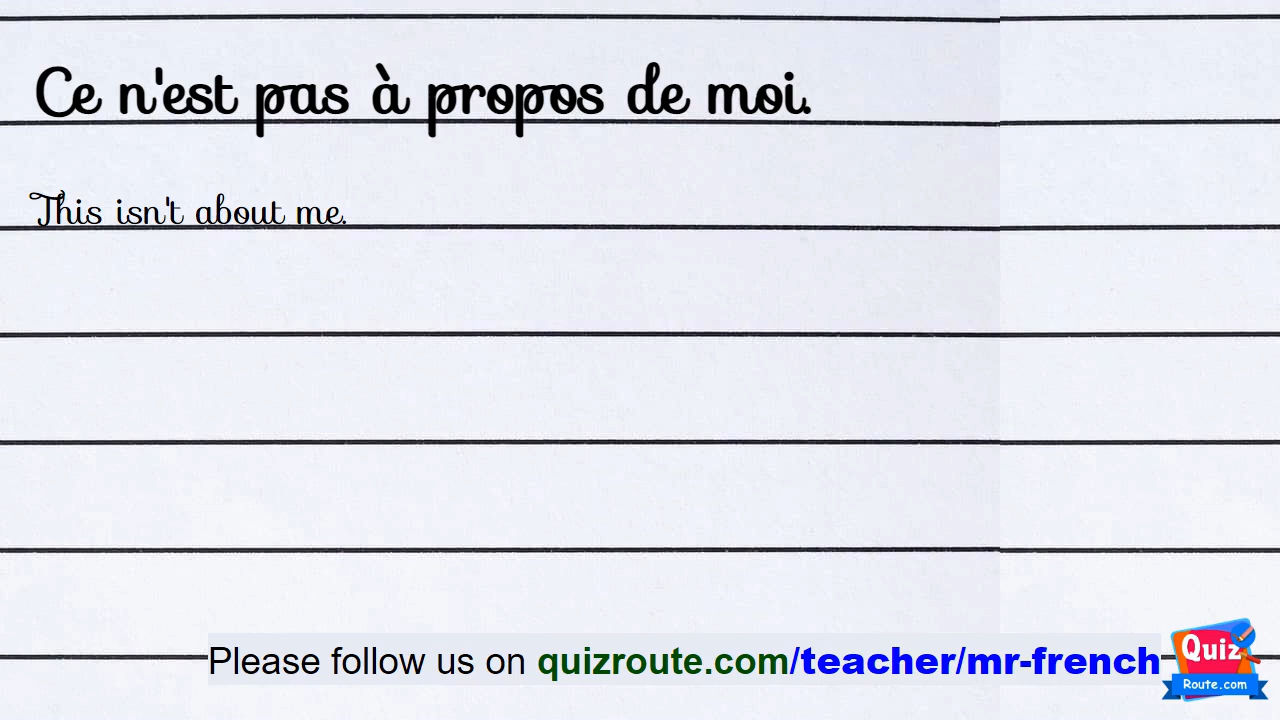 Ce n'est pas à propos de moi.
This isn't about me.
Please follow us on quizroute.com/teacher/mr-french
Quiz
Route.com